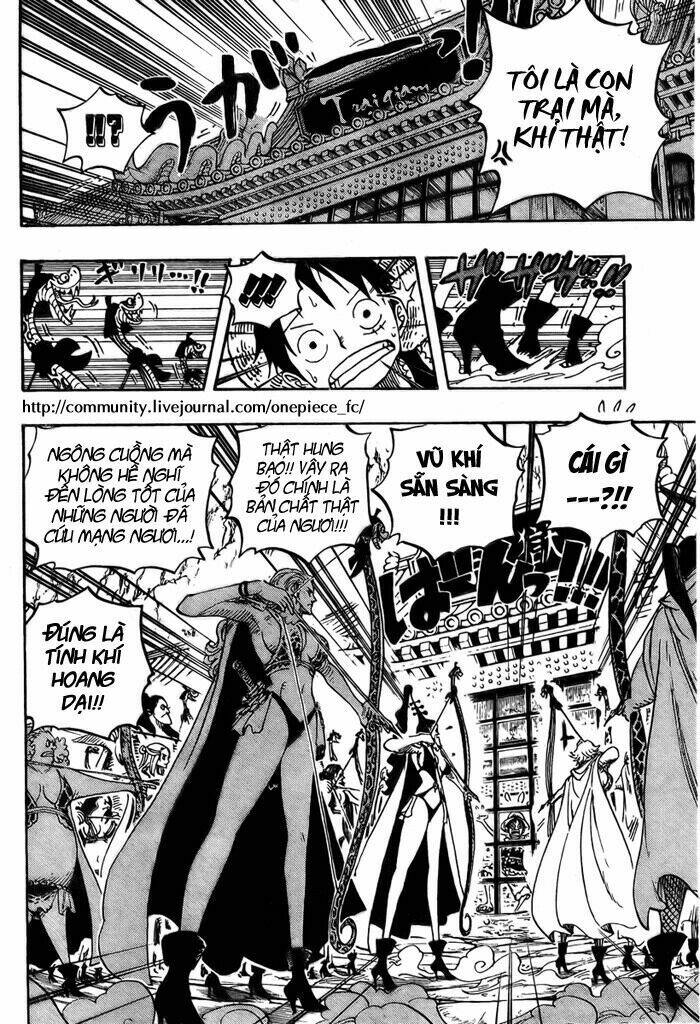 TÔI LÀ CON
TRAI MÀ,
KHỈ THẬT!
Trại giam
うがーっ!
!!?
ザザザザ!!
!!!
ギリリ...!!
http://community.livejournal.com/onepiece_fc/
CÁI GÌ
---?!!
VŨ KHÍ
SẴN SÀNG
!!!
THẬT HUNG
BẠO!! VẬY RA
ĐÓ CHÍNH LÀ
BẢN CHẤT THẬT
CỦA NGƯƠI!!!
NGÔNG CUỒNG MÀ
KHÔNG HỀ NGHĨ
ĐẾN LÒNG TỐT CỦA
NHỮNG NGƯỜI ĐÃ
CỨU MẠNG NGƯƠI...!
獄
ばーんっ!!!
ĐÚNG LÀ
TÍNH KHÍ
HOANG
DẠI!!